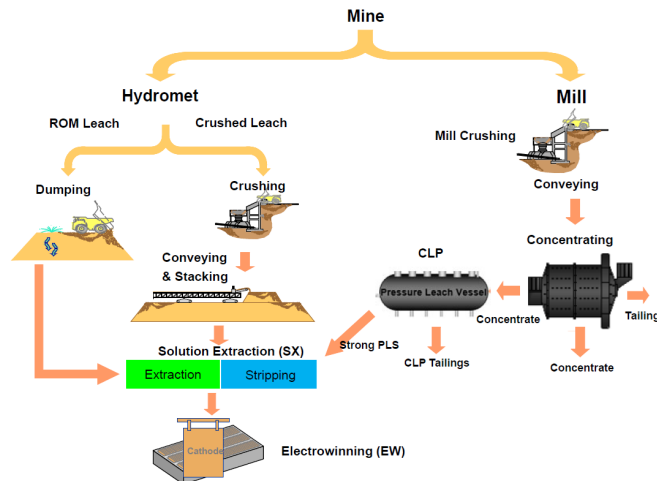 Mine
Hydromet
Mill
ROM Leach
Crushed Leach
Mill Crushing
Dumping
Crushing
Conveying
Conveying
& Stacking
CLP
Concentrating
Pressure Leach Vessel
Concentrate
Tailing
Strong PLS
Solution Extraction (SX)
CLP Tailings
Concentrate
Extraction
Stripping
Cathode
Electrowinning (EW)